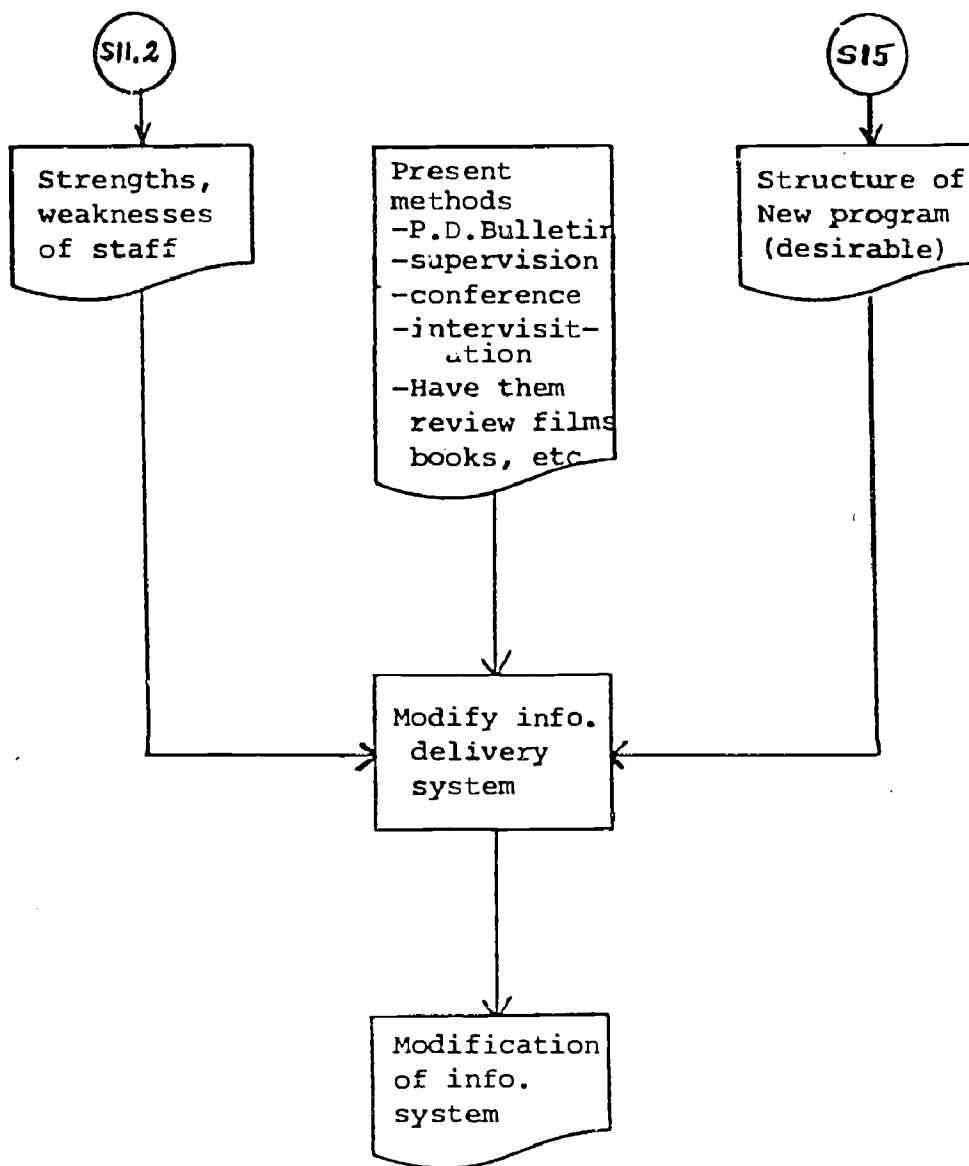 S11.2
S15
Strengths,
weaknesses
of staff
Present
methods
-P.D.Bulletin
-supervision
-conference
-intervisit-
ation
-Have them
review films
books, etc
Structure of
New program
(desirable)
Modify info.
delivery
system
Modification
of info.
system